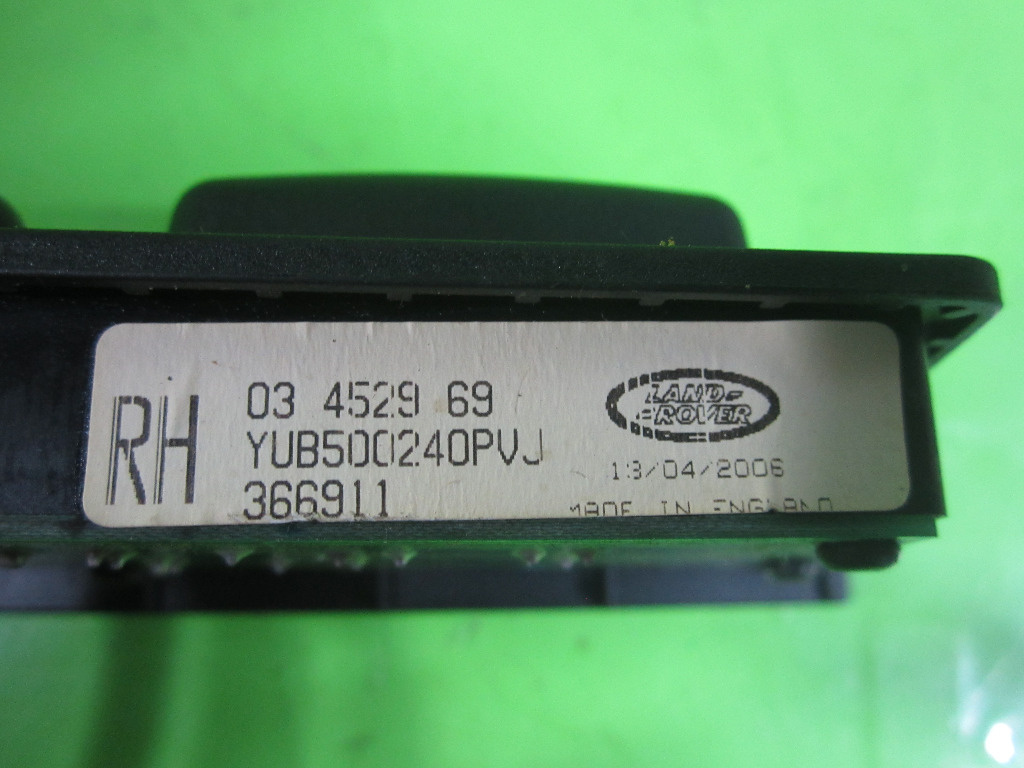 RH
03 4529 69
YUB500240PVJ
366911
LAND-
ROVER
13/04/2006
MADE IN ENGLAND